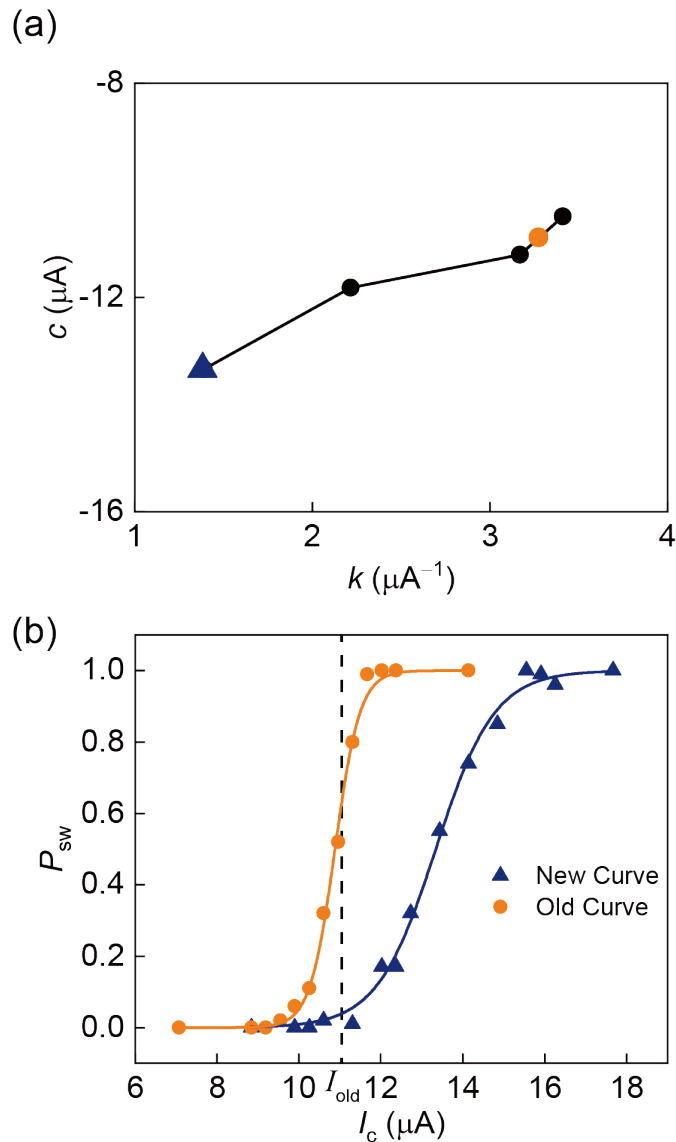 (a)
-8
-12
-16
c (μA)
1 2 3 4
k (μA⁻¹)
(b)
1.0
0.8
0.6
0.4
0.2
0.0
P_sw
New Curve
Old Curve
6 8 10 I_old 12 14 16 18
I_c (μA)